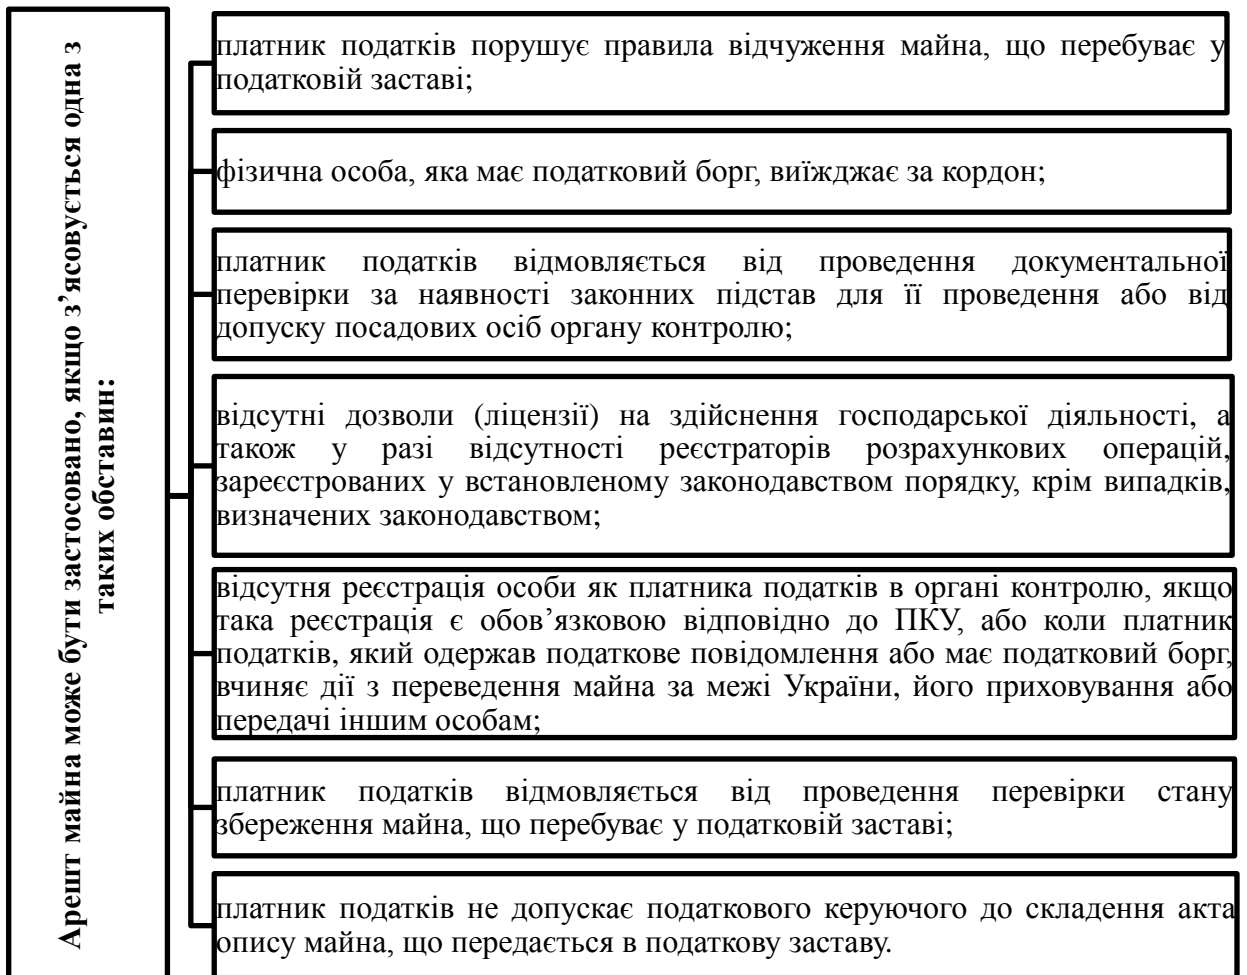 Арешт майна може бути застосовано, якщо з’ясовується одна з
таких обставин:
платник податків порушує правила відчуження майна, що перебуває у
податковій заставі;
фізична особа, яка має податковий борг, виїжджає за кордон;
платник податків відмовляється від проведення документальної
перевірки за наявності законних підстав для її проведення або від
допуску посадових осіб органу контролю;
відсутні дозволи (ліцензії) на здійснення господарської діяльності, а
також у разі відсутності реєстраторів розрахункових операцій,
зареєстрованих у встановленому законодавством порядку, крім випадків,
визначених законодавством;
відсутня реєстрація особи як платника податків в органі контролю, якщо
така реєстрація є обов’язковою відповідно до ПКУ, або коли платник
податків, який одержав податкове повідомлення або має податковий борг,
вчиняє дії з переведення майна за межі України, його приховування або
передачі іншим особам;
платник податків відмовляється від проведення перевірки стану
збереження майна, що перебуває у податковій заставі;
платник податків не допускає податкового керуючого до складення акта
опису майна, що передається в податкову заставу.